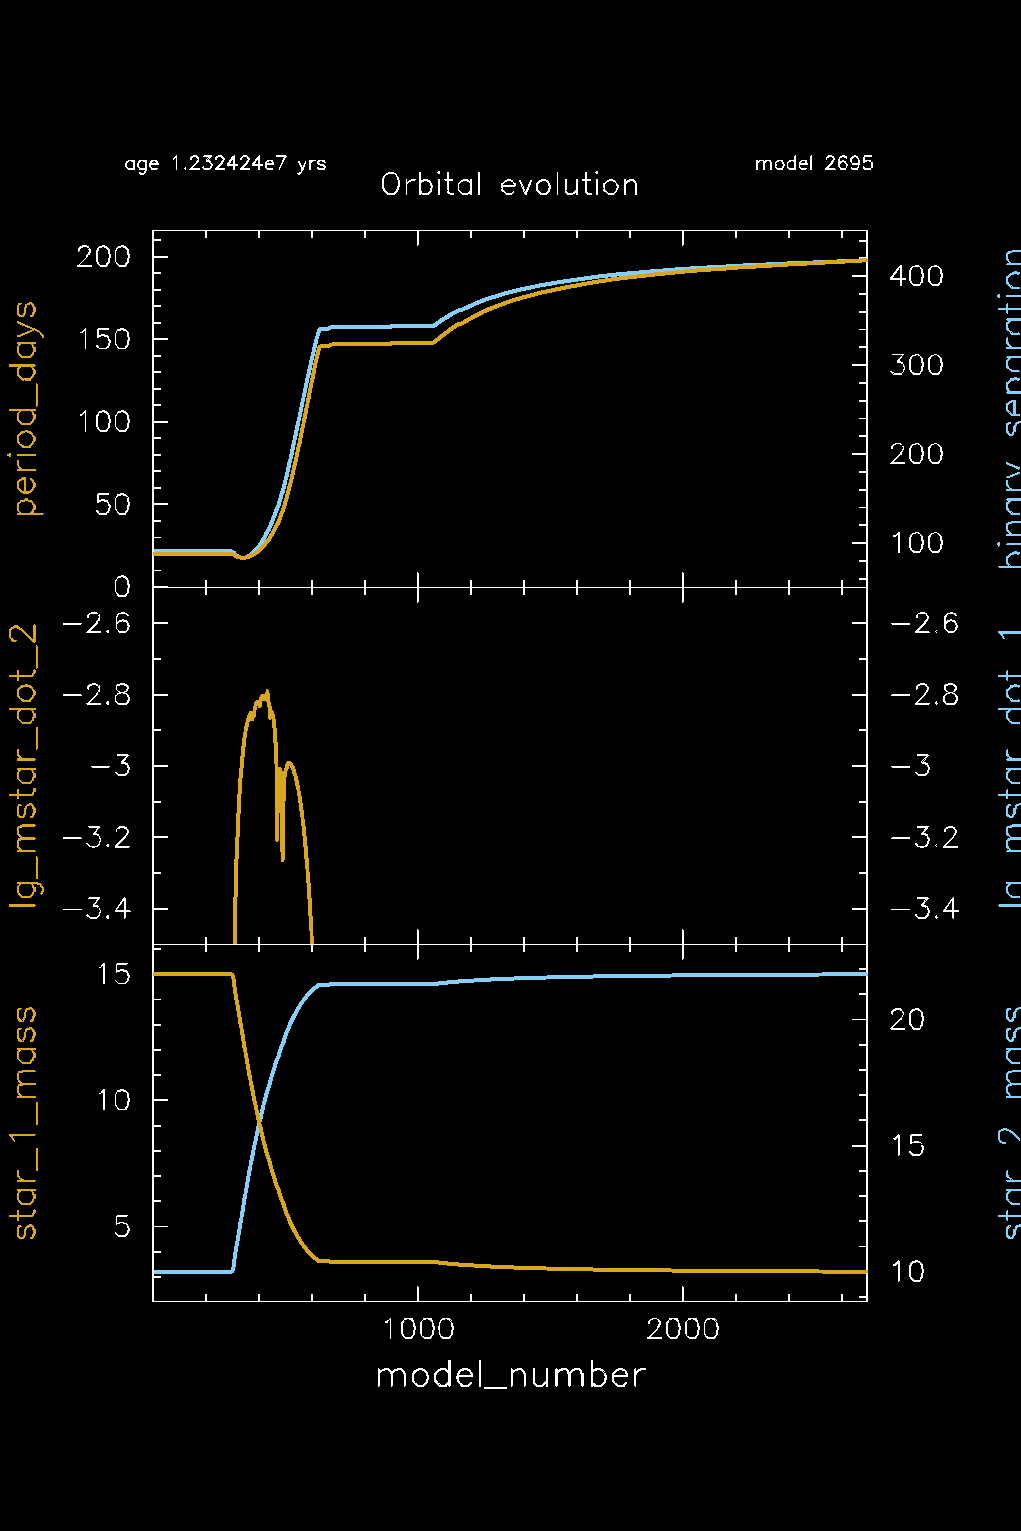 age 1.232424e7 yrs
model 2695
Orbital evolution
period_days
200
150
100
50
0
400
300
200
100
binary_separation
lg_mstar_dot_2
−2.6
−2.8
−3
−3.2
−3.4
−2.6
−2.8
−3
−3.2
−3.4
lg_mstar_dot_1
star_1_mass
15
10
5
20
15
10
star_2_mass
1000
2000
model_number